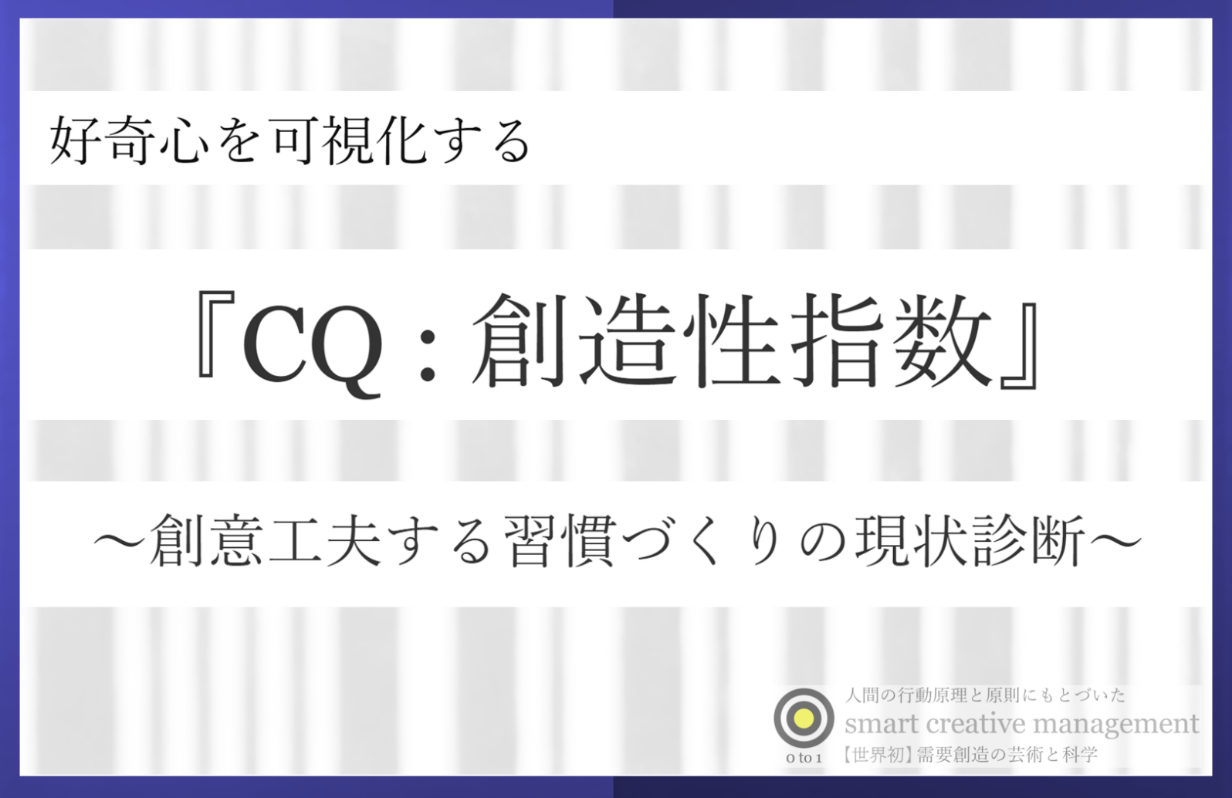 好奇心を可視化する
『CQ : 創造性指数』
〜創意工夫する習慣づくりの現状診断〜
人間の行動原理と原則にもとづいた
smart creative management
0 to 1
【世界初】需要創造の芸術と科学